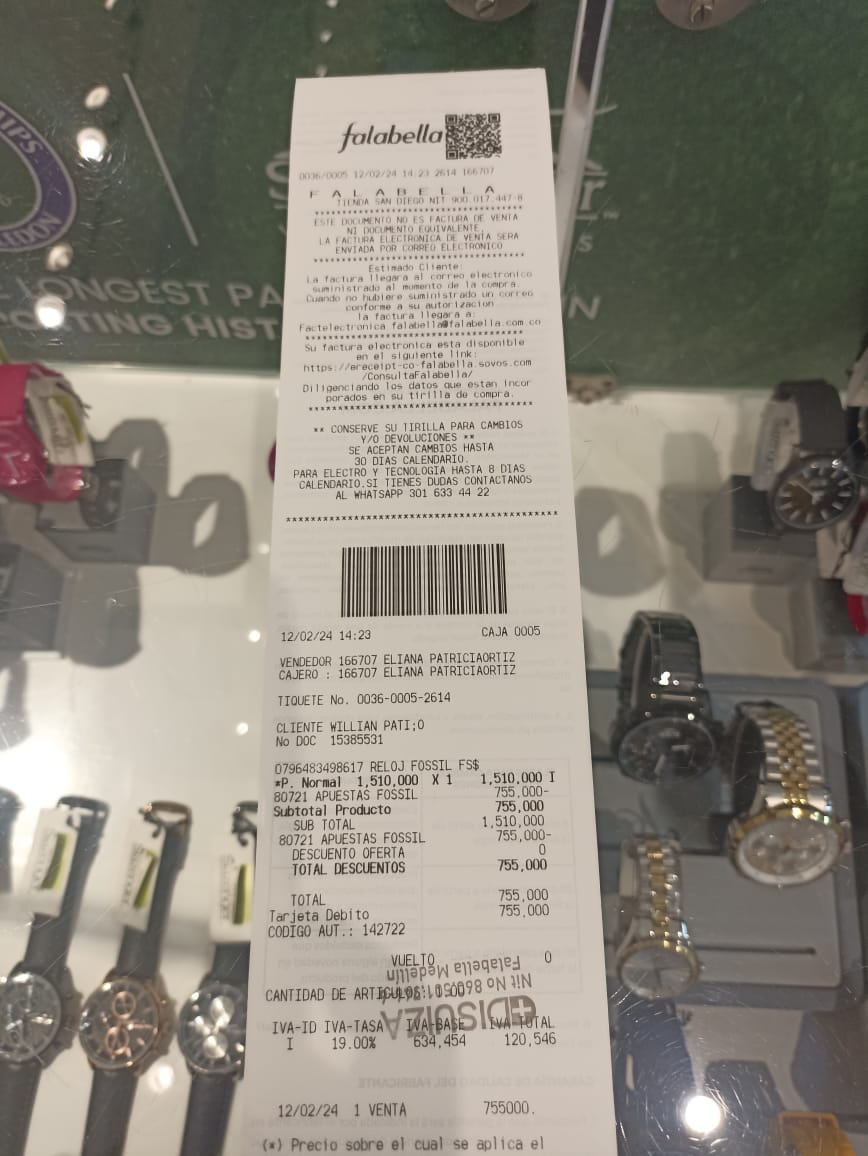 falabella
0036/0005 12/02/24 14:23 2614 166707
F A L A B E L L A
TIENDA SAN DIEGO NIT 900.017.447-8
ESTE DOCUMENTO NO ES FACTURA DE VENTA
NI DOCUMENTO EQUIVALENTE,
LA FACTURA ELECTRONICA DE VENTA SERA
ENVIADA POR CORREO ELECTRONICO
Estimado Cliente:
La factura llegara al correo electronico
suministrado al momento de la compra.
Cuando no hubiere suministrado un correo
conforme a su autorizacion
la factura llegara a:
Factelectronica falabella@falabella.com.co
Su factura electronica esta disponible
en el siguiente link:
https://ereceipt-co-falabella.sovos.com
/ConsultaFalabella/
Diligenciando los datos que estan incor
porados en su tirilla de compra.
** CONSERVE SU TIRILLA PARA CAMBIOS
Y/O DEVOLUCIONES **
SE ACEPTAN CAMBIOS HASTA
30 DIAS CALENDARIO.
PARA ELECTRO Y TECNOLOGIA HASTA 8 DIAS
CALENDARIO.SI TIENES DUDAS CONTACTANOS
AL WHATSAPP 301 633 44 22
12/02/24 14:23 CAJA 0005
VENDEDOR 166707 ELIANA PATRICIAORTIZ
CAJERO : 166707 ELIANA PATRICIAORTIZ
TIQUETE No. 0036-0005-2614
CLIENTE WILLIAN PATI;O
No DOC 15385531
0796483498617 RELOJ FOSSIL FS$
*P. Normal 1,510,000 X 1 1,510,000 I
80721 APUESTAS FOSSIL 755,000-
Subtotal Producto 755,000
SUB TOTAL 1,510,000
80721 APUESTAS FOSSIL 755,000-
DESCUENTO OFERTA 0
TOTAL DESCUENTOS 755,000
TOTAL 755,000
Tarjeta Debito 755,000
CODIGO AUT.: 142722
VUELTO 0
Falabella Medellín
Nit No 860.501
CANTIDAD DE ARTICULOS:
DISUIZA
IVA-ID IVA-TASA IVA-BASE IVA-TOTAL
I 19.00% 634,454 120,546
12/02/24 1 VENTA 755000.
(*) Precio sobre el cual se aplica el
LONGEST